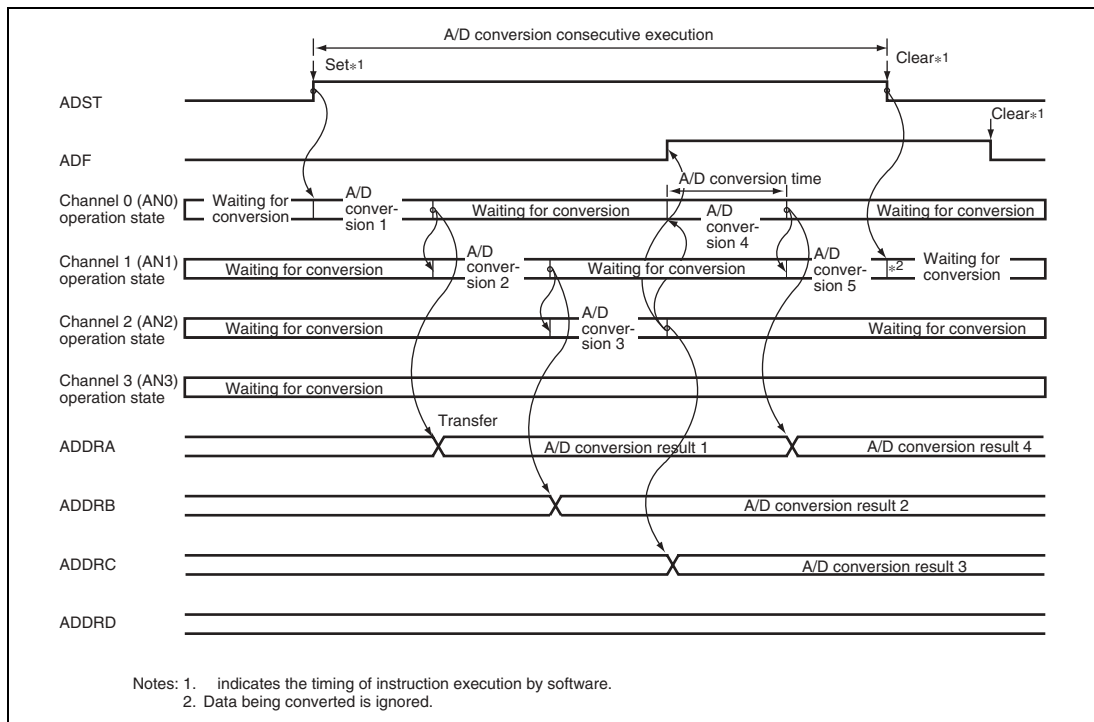 A/D conversion consecutive execution
Set*1
Clear*1
ADST
Clear*1
ADF
A/D conversion time
Channel 0 (AN0)
operation state
Waiting for
conversion
A/D
conver-
sion 1
Waiting for conversion
A/D
conver-
sion 4
Waiting for conversion
Channel 1 (AN1)
operation state
Waiting for conversion
A/D
conver-
sion 2
Waiting for conversion
A/D
conver-
sion 5
*2
Waiting for
conversion
Channel 2 (AN2)
operation state
Waiting for conversion
A/D
conver-
sion 3
Waiting for conversion
Channel 3 (AN3)
operation state
Waiting for conversion
Transfer
ADDRA
A/D conversion result 1
A/D conversion result 4
ADDRB
A/D conversion result 2
ADDRC
A/D conversion result 3
ADDRD
Notes: 1. indicates the timing of instruction execution by software.
2. Data being converted is ignored.